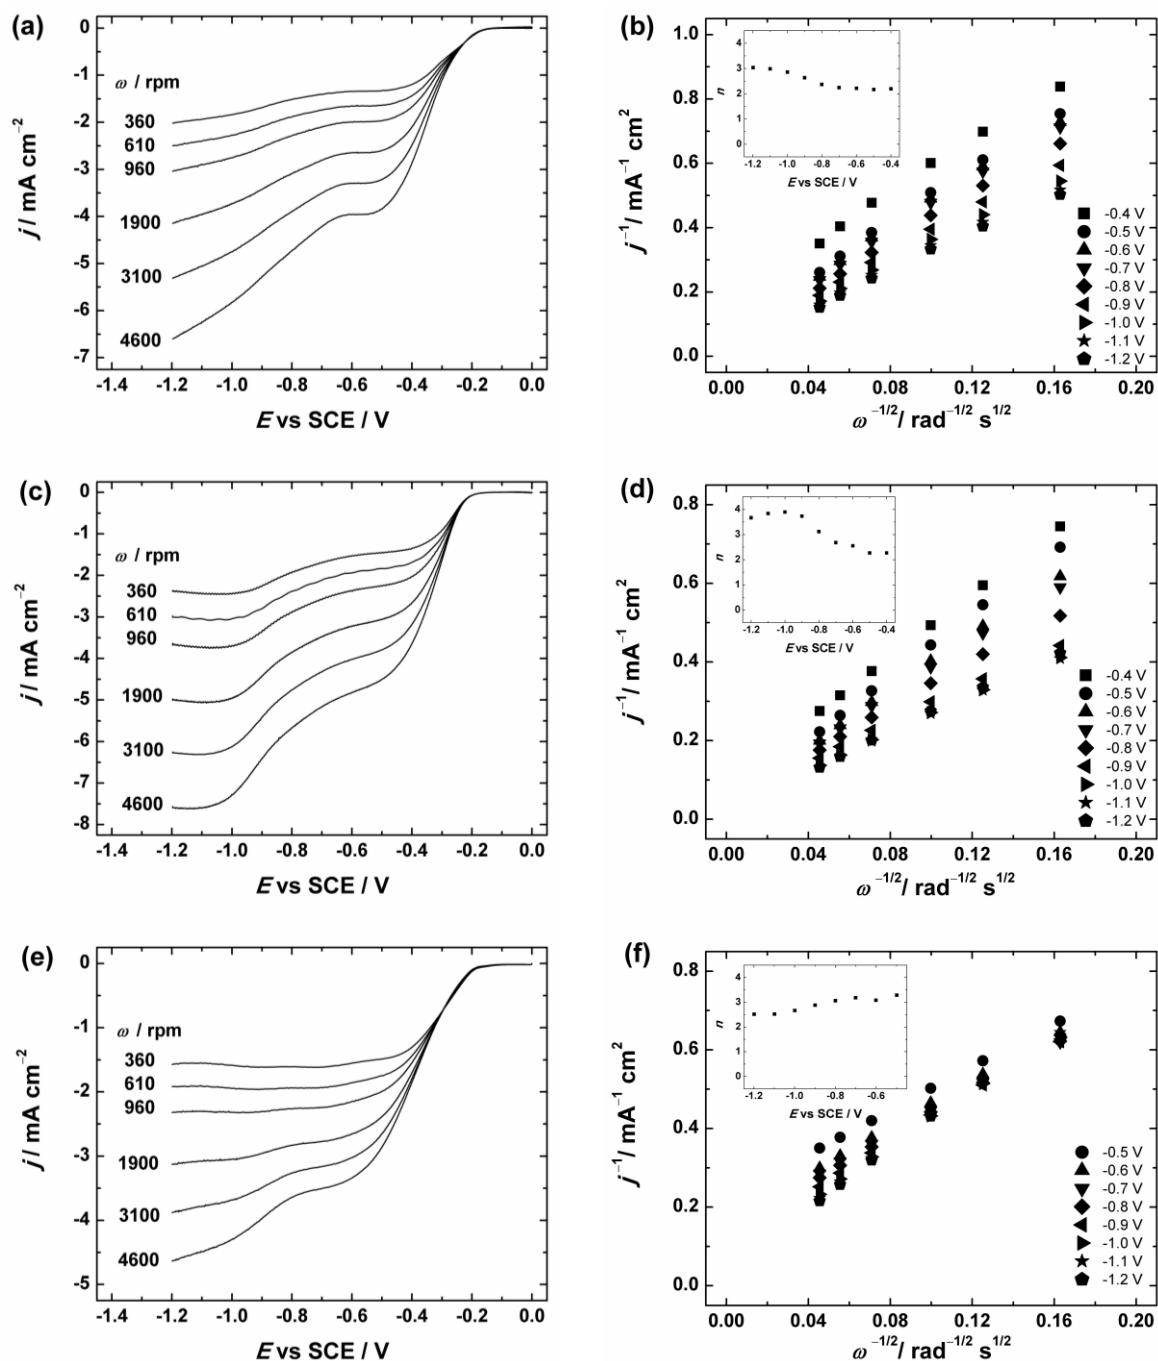 (a)
0
-1
-2
-3
-4
-5
-6
-7
j / mA cm⁻²
ω / rpm
360
610
960
1900
3100
4600
-1.4 -1.2 -1.0 -0.8 -0.6 -0.4 -0.2 0.0
E vs SCE / V
(b)
1.0
0.8
0.6
0.4
0.2
0.0
j⁻¹/ mA⁻¹ cm²
4
3
2
1
0
n
-1.2 -1.0 -0.8 -0.6 -0.4
E vs SCE / V
-0.4 V
-0.5 V
-0.6 V
-0.7 V
-0.8 V
-0.9 V
-1.0 V
-1.1 V
-1.2 V
0.00 0.04 0.08 0.12 0.16 0.20
ω⁻¹/²/ rad⁻¹/² s¹/²
(c)
0
-1
-2
-3
-4
-5
-6
-7
-8
j / mA cm⁻²
ω / rpm
360
610
960
1900
3100
4600
-1.4 -1.2 -1.0 -0.8 -0.6 -0.4 -0.2 0.0
E vs SCE / V
(d)
0.8
0.6
0.4
0.2
0.0
j⁻¹/ mA⁻¹ cm²
4
3
2
1
0
n
-1.2 -1.0 -0.8 -0.6 -0.4
E vs SCE / V
-0.4 V
-0.5 V
-0.6 V
-0.7 V
-0.8 V
-0.9 V
-1.0 V
-1.1 V
-1.2 V
0.00 0.04 0.08 0.12 0.16 0.20
ω⁻¹/²/ rad⁻¹/² s¹/²
(e)
0
-1
-2
-3
-4
-5
j / mA cm⁻²
ω / rpm
360
610
960
1900
3100
4600
-1.4 -1.2 -1.0 -0.8 -0.6 -0.4 -0.2 0.0
E vs SCE / V
(f)
0.8
0.6
0.4
0.2
0.0
j⁻¹/ mA⁻¹ cm²
4
3
2
1
0
n
-1.2 -1.0 -0.8 -0.6
E vs SCE / V
-0.5 V
-0.6 V
-0.7 V
-0.8 V
-0.9 V
-1.0 V
-1.1 V
-1.2 V
0.00 0.04 0.08 0.12 0.16 0.20
ω⁻¹/²/ rad⁻¹/² s¹/²